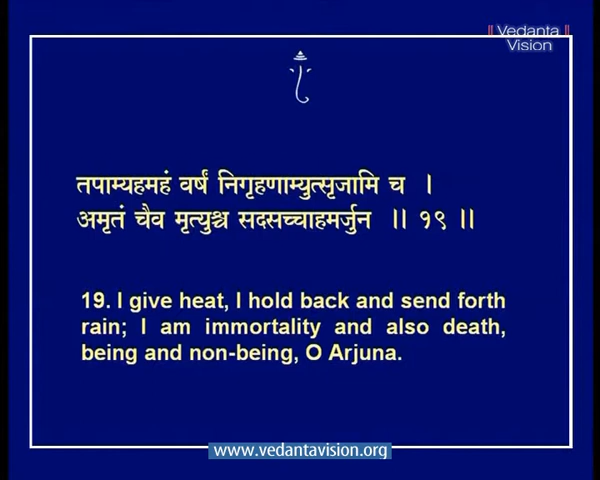 || Vedanta ||
Vision
तपाम्यहमहं वर्षं निगृहणाम्युत्सृजामि च ।
अमृतं चैव मृत्युश्च सदसच्चाहमर्जुन ॥ १९ ॥
19. I give heat, I hold back and send forth
rain; I am immortality and also death,
being and non-being, O Arjuna.
www.vedantavision.org